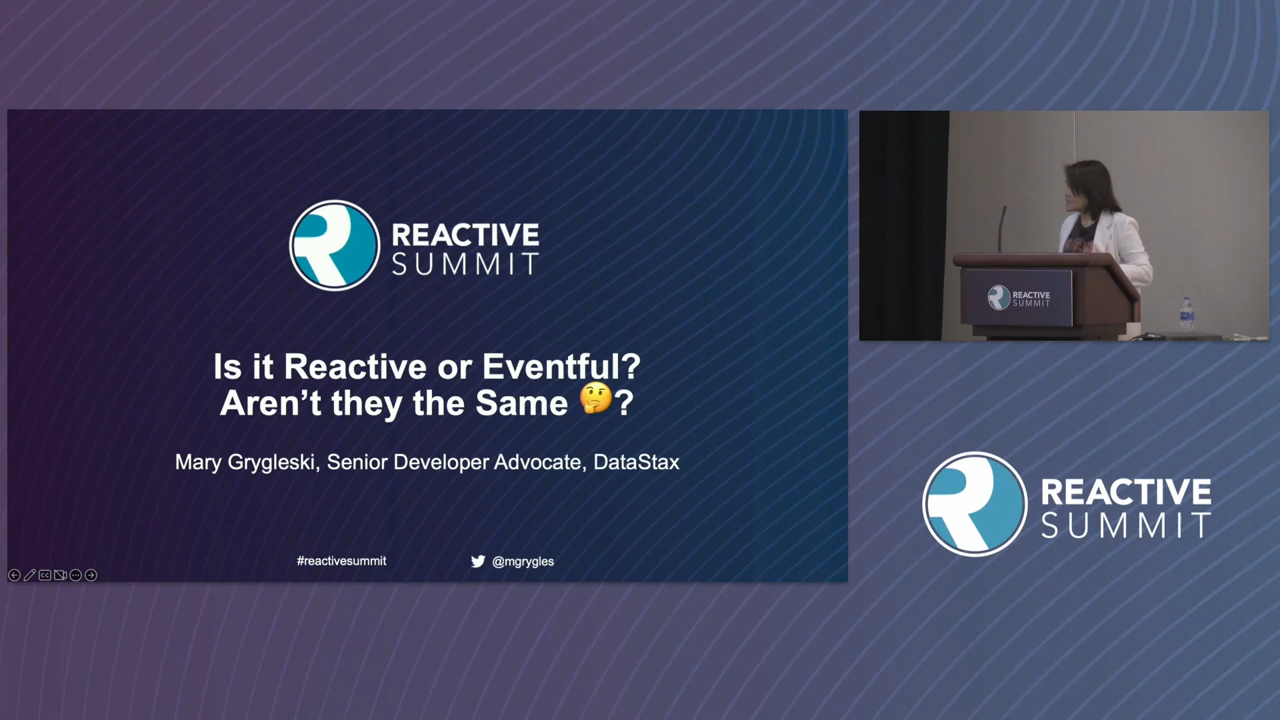 REACTIVE
SUMMIT
Is it Reactive or Eventful?
Aren’t they the Same 🤔?
Mary Grygleski, Senior Developer Advocate, DataStax
#reactivesummit
@mgrygles
REACTIVE
SUMMIT
REACTIVE
SUMMIT